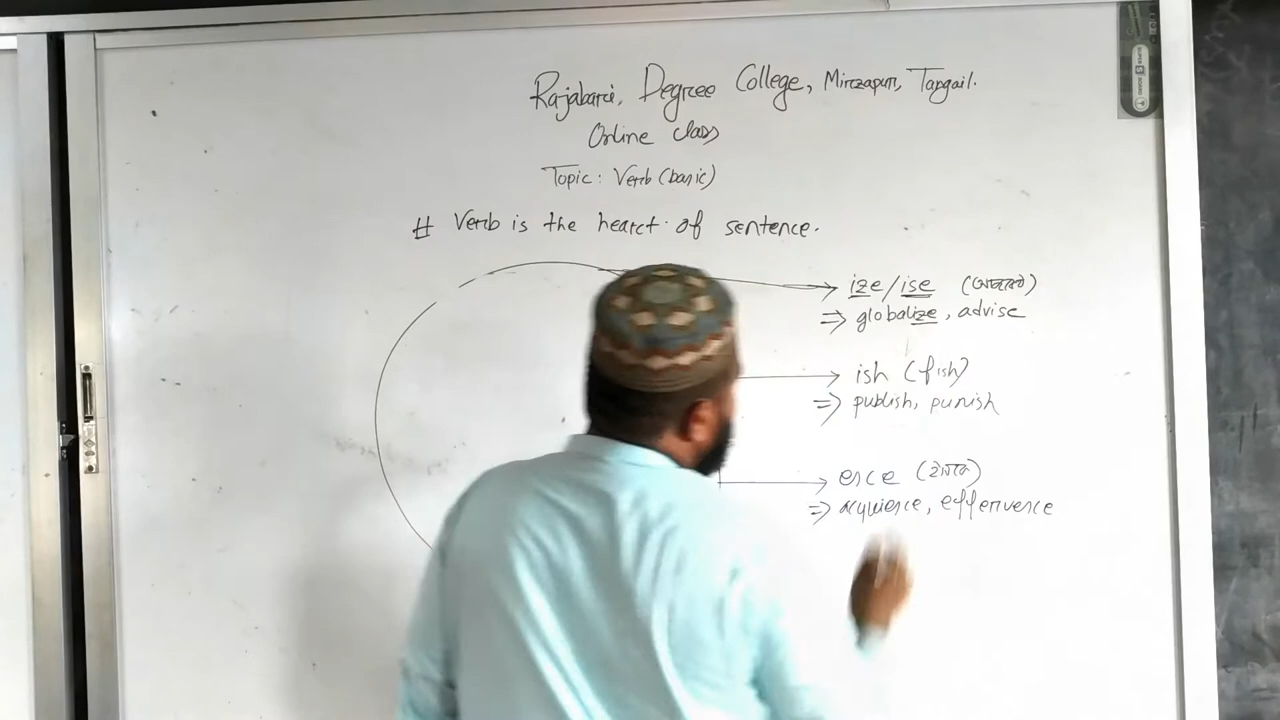 Rajabari, Degree College, Mirzapur, Tangail.
Online class
Topic: Verb (basic)
# Verb is the heart of sentence.
ize/ise
⇒ globalize, advise
ish (fish)
⇒ publish, punish
esce
⇒ acquiesce, effervesce